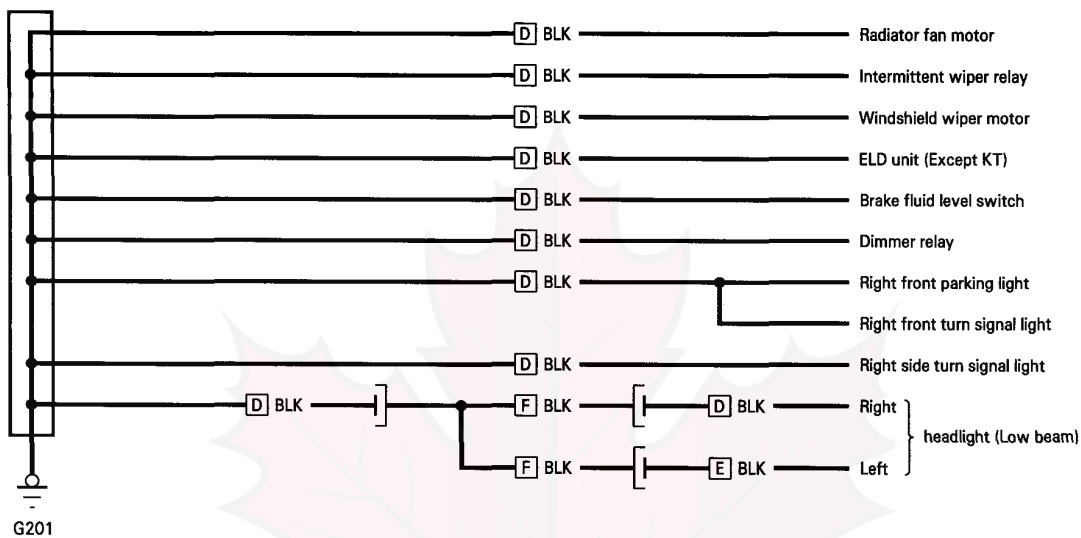 D BLK Radiator fan motor
D BLK Intermittent wiper relay
D BLK Windshield wiper motor
D BLK ELD unit (Except KT)
D BLK Brake fluid level switch
D BLK Dimmer relay
D BLK Right front parking light
Right front turn signal light
D BLK Right side turn signal light
D BLK F BLK D BLK Right
headlight (Low beam)
F BLK E BLK Left
G201